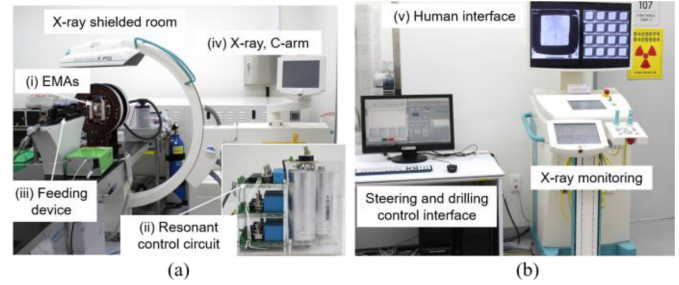 X-ray shielded room
(iv) X-ray, C-arm
(i) EMAs
(iii) Feeding
device
(ii) Resonant
control circuit
(a)
(v) Human interface
107
Steering and drilling
control interface
X-ray monitoring
(b)